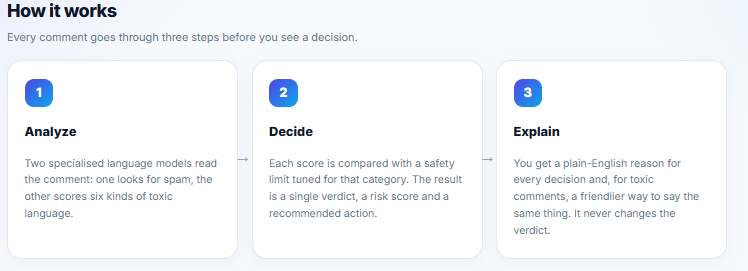 How it works
Every comment goes through three steps before you see a decision.
1
Analyze
Two specialised language models read
the comment: one looks for spam, the
other scores six kinds of toxic
language.
→
2
Decide
Each score is compared with a safety
limit tuned for that category. The result
is a single verdict, a risk score and a
recommended action.
→
3
Explain
You get a plain-English reason for
every decision and, for toxic
comments, a friendlier way to say the
same thing. It never changes the
verdict.